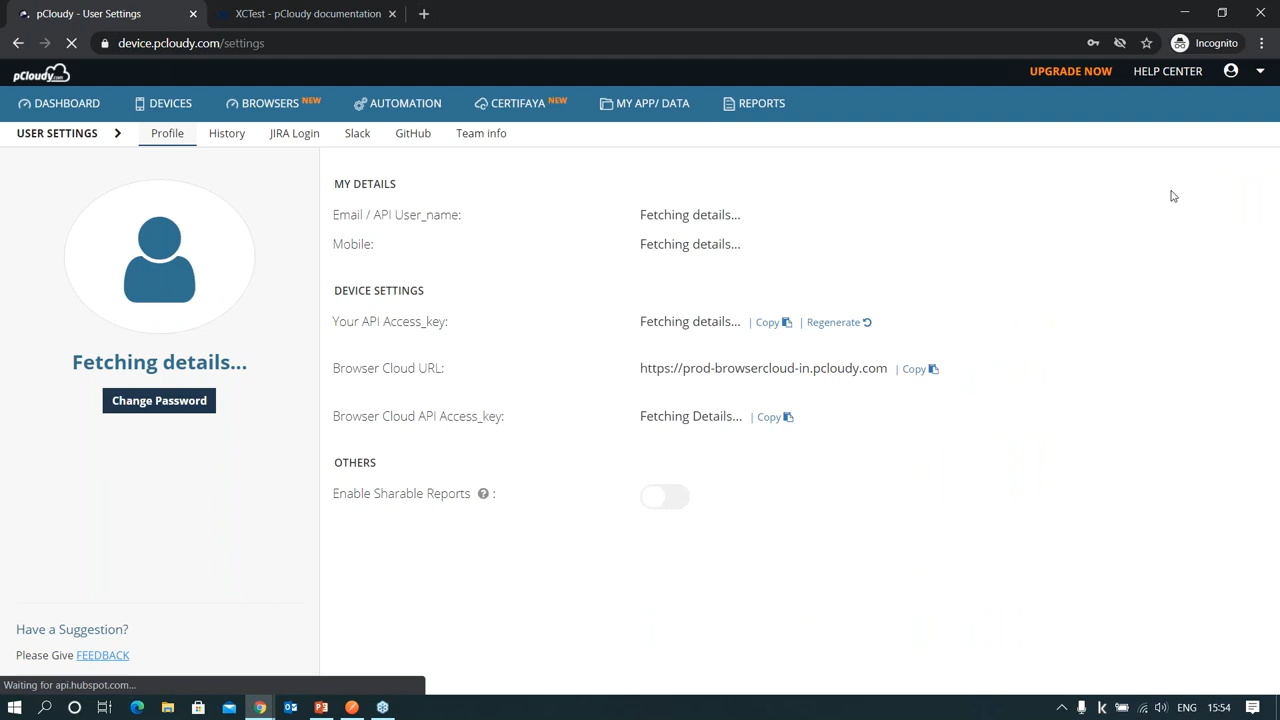 pCloudy - User Settings
XCTest - pCloudy documentation
device.pcloudy.com/settings
Incognito
pCloudy.com
UPGRADE NOW
HELP CENTER
DASHBOARD
DEVICES
BROWSERS NEW
AUTOMATION
CERTIFAYA NEW
MY APP/ DATA
REPORTS
USER SETTINGS
Profile
History
JIRA Login
Slack
GitHub
Team info
MY DETAILS
Email / API User_name: Fetching details...
Mobile: Fetching details...
DEVICE SETTINGS
Your API Access_key: Fetching details... | Copy | Regenerate
Fetching details...
Browser Cloud URL: https://prod-browsercloud-in.pcloudy.com | Copy
Change Password
Browser Cloud API Access_key: Fetching Details... | Copy
OTHERS
Enable Sharable Reports ? :
Have a Suggestion?
Please Give FEEDBACK
Waiting for api.hubspot.com...
ENG 15:54